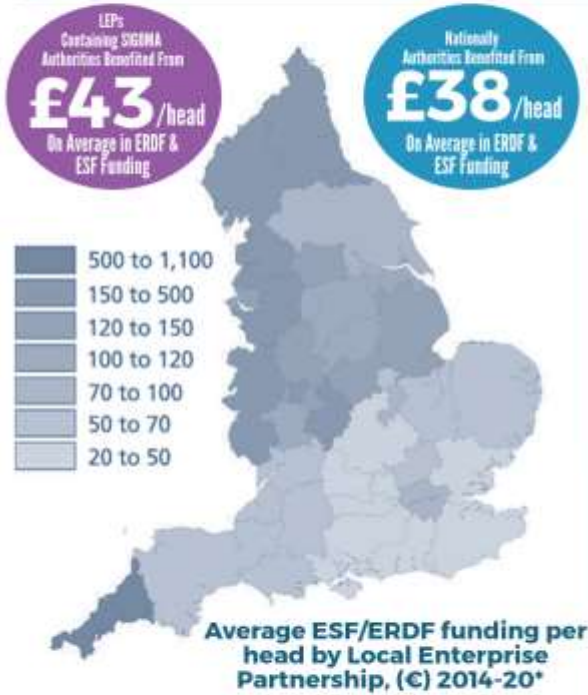 LEPs
Containing SIGOMA
Authorities Benefited From
£43/head
On Average in ERDF &
ESF Funding
Nationally
Authorities Benefited From
£38/head
On Average in ERDF &
ESF Funding
500 to 1,100
150 to 500
120 to 150
100 to 120
70 to 100
50 to 70
20 to 50
Average ESF/ERDF funding per
head by Local Enterprise
Partnership, (€) 2014-20*